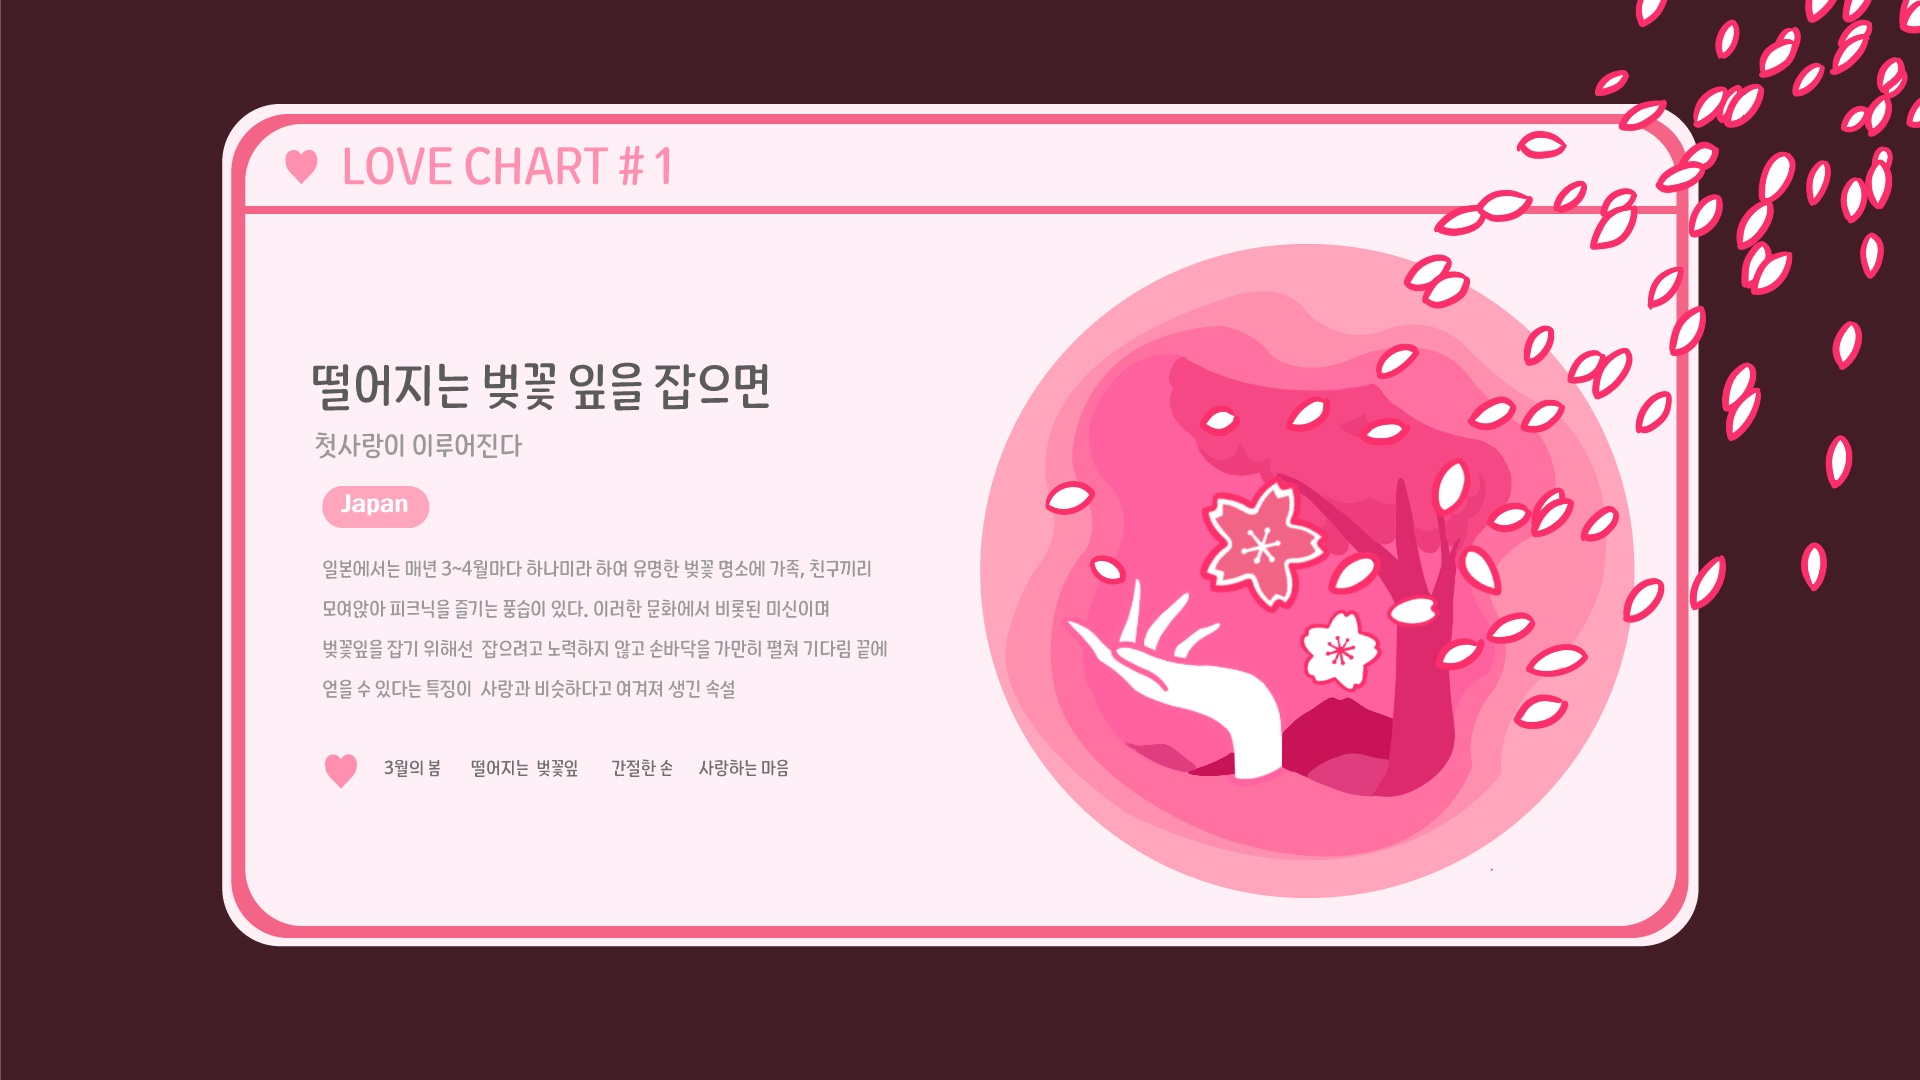 LOVE CHART # 1
떨어지는 벚꽃 잎을 잡으면
첫사랑이 이루어진다
Japan
일본에서는 매년 3~4월마다 하나미라 하여 유명한 벚꽃 명소에 가족, 친구끼리
모여앉아 피크닉을 즐기는 풍습이 있다. 이러한 문화에서 비롯된 미신이며
벚꽃잎을 잡기 위해선 잡으려고 노력하지 않고 손바닥을 가만히 펼쳐 기다림 끝에
얻을 수 있다는 특징이 사랑과 비슷하다고 여겨져 생긴 속설
3월의 봄 떨어지는 벚꽃잎 간절한 손 사랑하는 마음